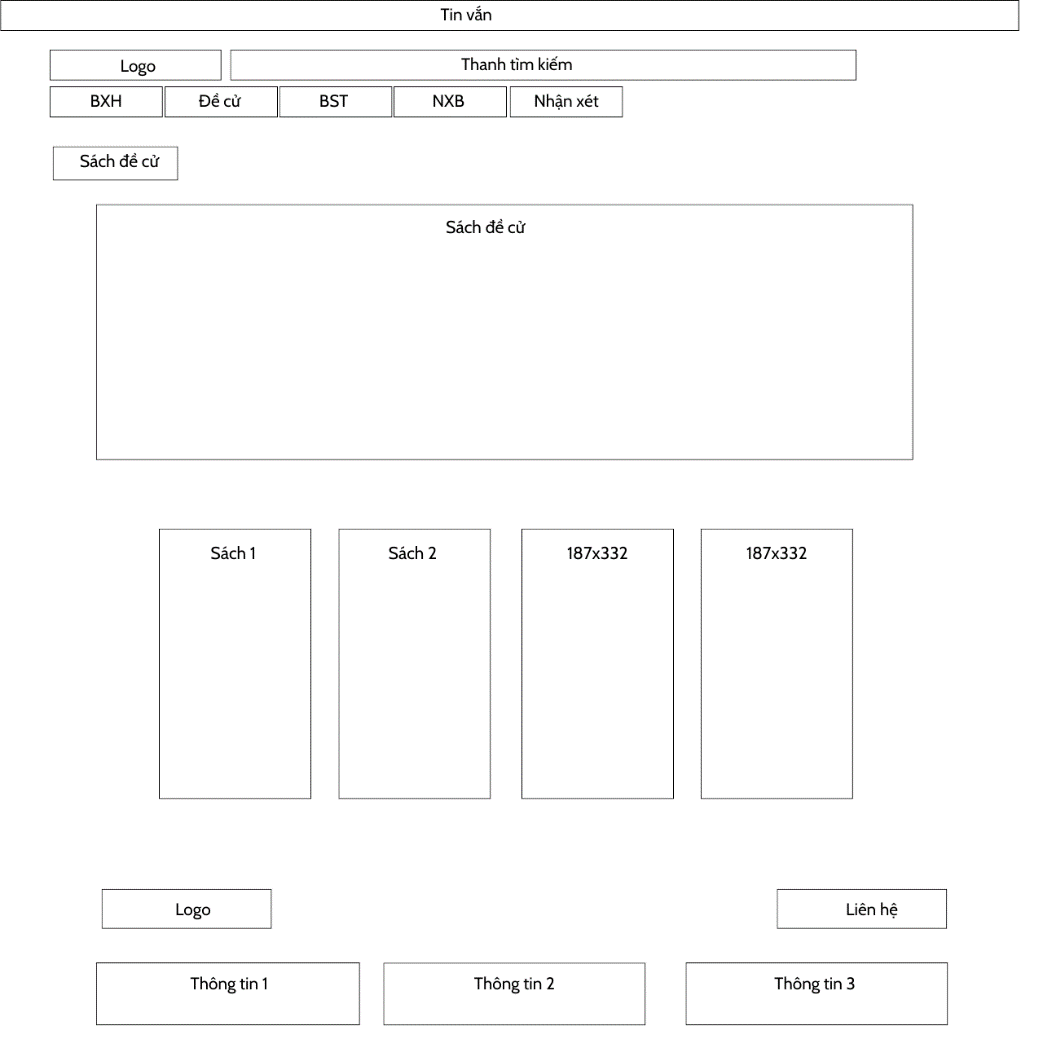 Tin vắn
Logo
Thanh tìm kiếm
BXH
Đề cử
BST
NXB
Nhận xét
Sách đề cử
Sách đề cử
Sách 1
Sách 2
187x332
187x332
Logo
Liên hệ
Thông tin 1
Thông tin 2
Thông tin 3